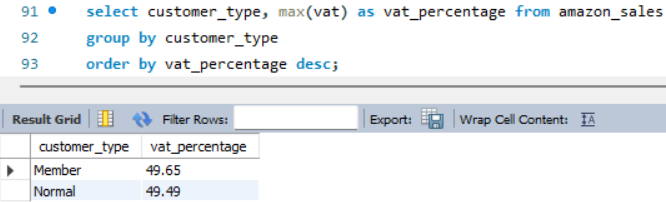 91 select customer_type, max(vat) as vat_percentage from amazon_sales
92 group by customer_type
93 order by vat_percentage desc;
Result Grid Filter Rows: Export: Wrap Cell Content: IA
customer_type vat_percentage
Member 49.65
Normal 49.49